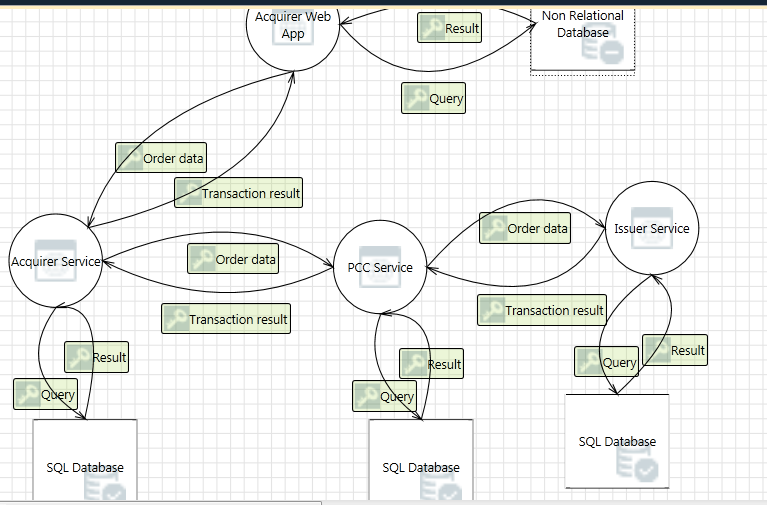 Acquirer Web
App
Result
Non Relational
Database
Query
Order data
Transaction result
Acquirer Service
Order data
Transaction result
PCC Service
Order data
Transaction result
Issuer Service
Result
Query
Result
Query
Query
Result
SQL Database
SQL Database
SQL Database